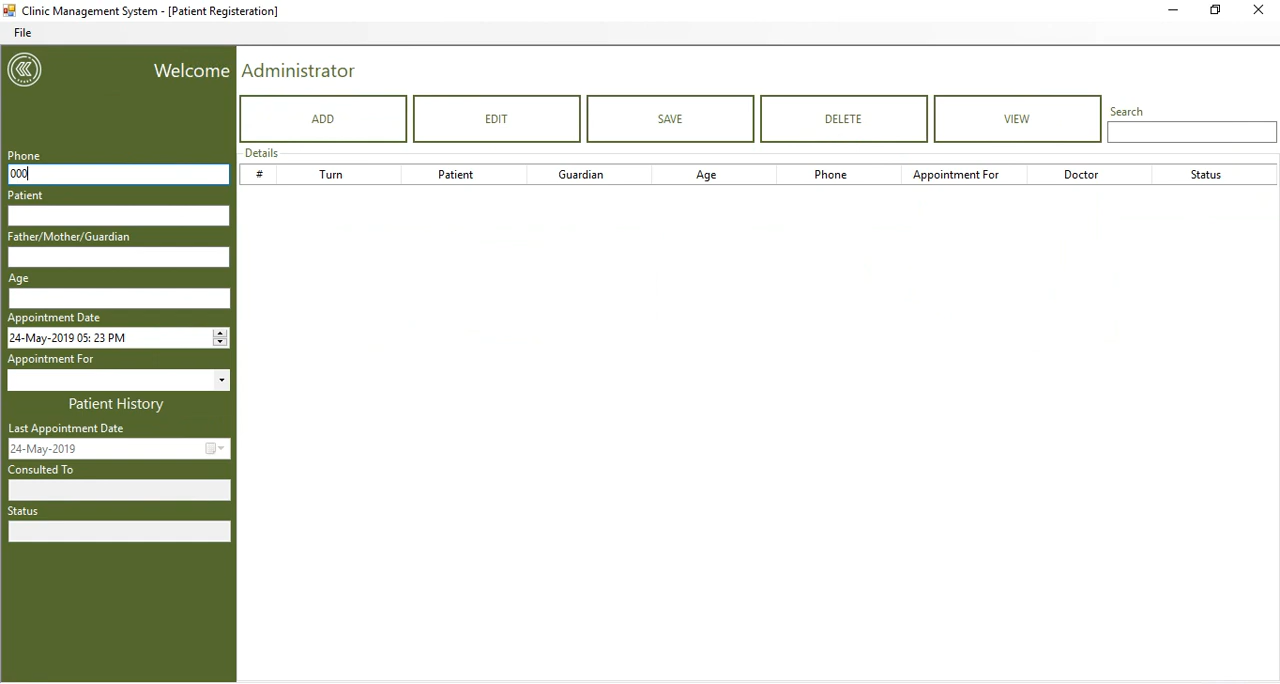 Clinic Management System - [Patient Registeration]
File
Welcome Administrator
ADD EDIT SAVE DELETE VIEW Search
Details
# Turn Patient Guardian Age Phone Appointment For Doctor Status
Phone
000
Patient
Father/Mother/Guardian
Age
Appointment Date
24-May-2019 05: 23 PM
Appointment For
Patient History
Last Appointment Date
24-May-2019
Consulted To
Status